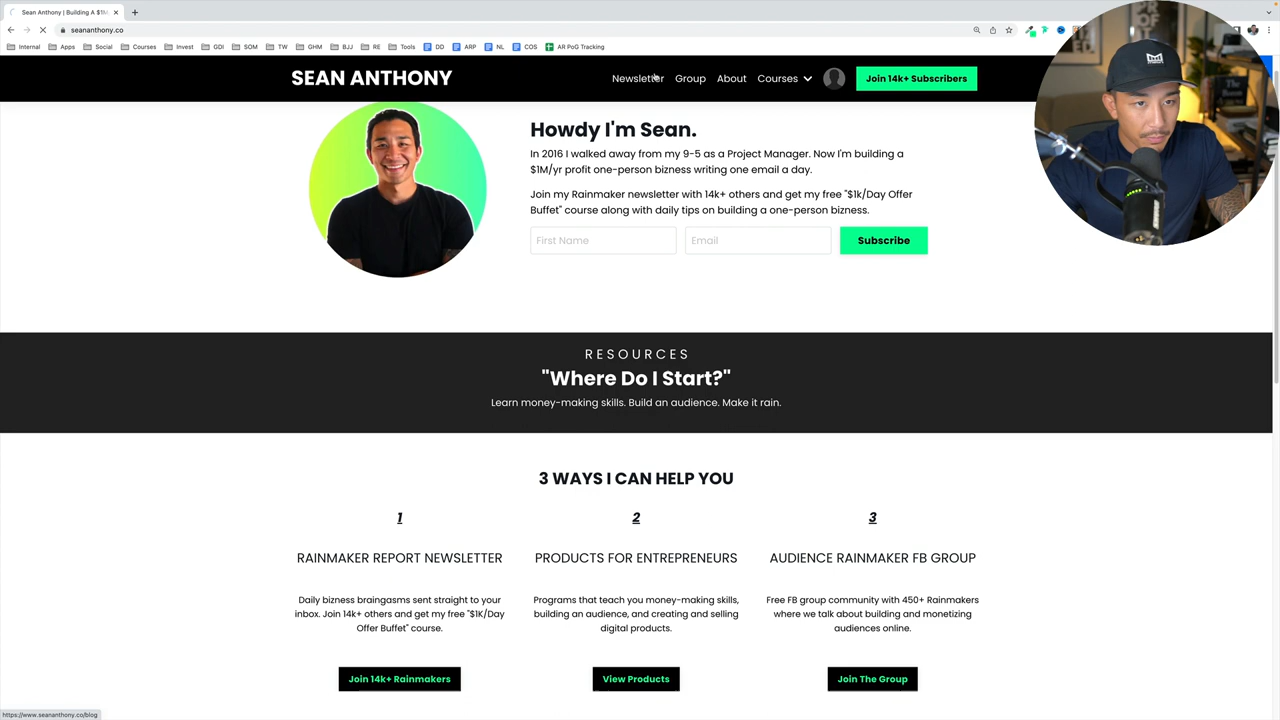 Sean Anthony | Building A $1M
seananthony.co
Internal Apps Social Courses Invest GDI SOM TW GHM BJJ RE Tools DD ARP NL COS AR PoG Tracking
SEAN ANTHONY
Newsletter Group About Courses
Join 14k+ Subscribers
Howdy I'm Sean.
In 2016 I walked away from my 9-5 as a Project Manager. Now I'm building a
$1M/yr profit one-person bizness writing one email a day.
Join my Rainmaker newsletter with 14k+ others and get my free "$1k/Day Offer
Buffet" course along with daily tips on building a one-person bizness.
First Name
Email
Subscribe
RESOURCES
"Where Do I Start?"
Learn money-making skills. Build an audience. Make it rain.
3 WAYS I CAN HELP YOU
1
RAINMAKER REPORT NEWSLETTER
Daily bizness braingasms sent straight to your
inbox. Join 14k+ others and get my free "$1K/Day
Offer Buffet" course.
Join 14k+ Rainmakers
2
PRODUCTS FOR ENTREPRENEURS
Programs that teach you money-making skills,
building an audience, and creating and selling
digital products.
View Products
3
AUDIENCE RAINMAKER FB GROUP
Free FB group community with 450+ Rainmakers
where we talk about building and monetizing
audiences online.
Join The Group
https://www.seananthony.co/blog